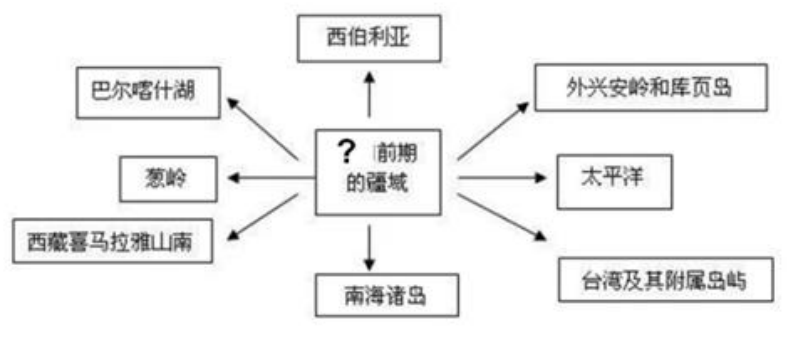 西伯利亚
巴尔喀什湖
外兴安岭和库页岛
? 前期
的疆域
葱岭
太平洋
西藏喜马拉雅山南
台湾及其附属岛屿
南海诸岛